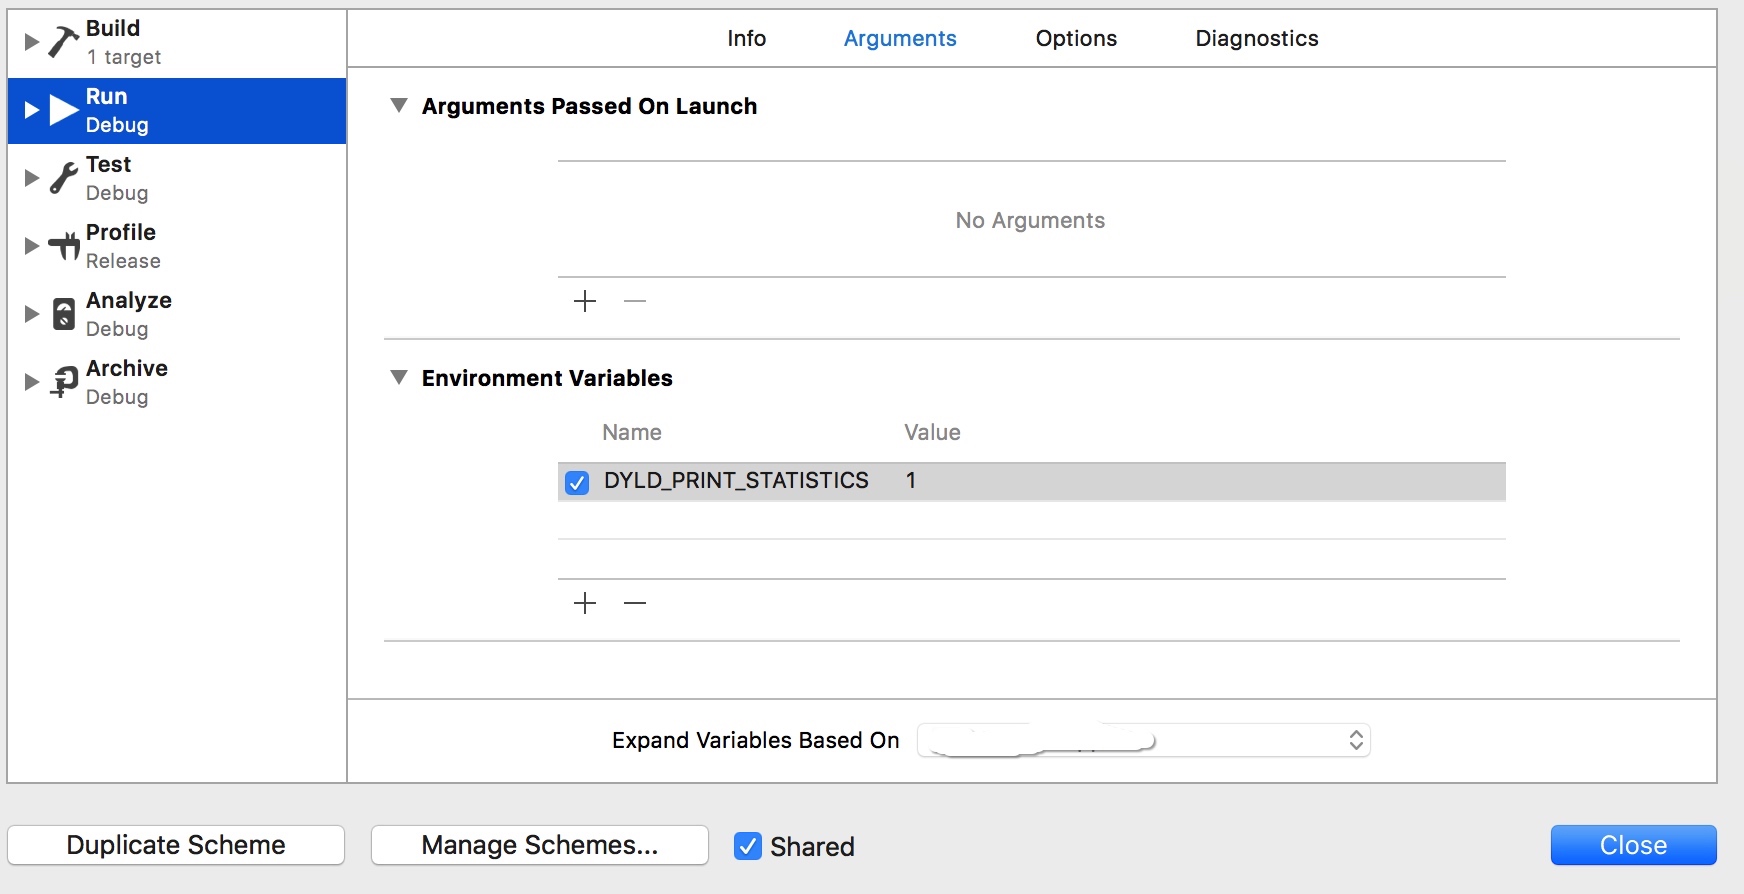 Build
1 target
Run
Debug
Test
Debug
Profile
Release
Analyze
Debug
Archive
Debug
Info Arguments Options Diagnostics
Arguments Passed On Launch
No Arguments
Environment Variables
Name Value
DYLD_PRINT_STATISTICS 1
Expand Variables Based On
Duplicate Scheme Manage Schemes... Shared Close